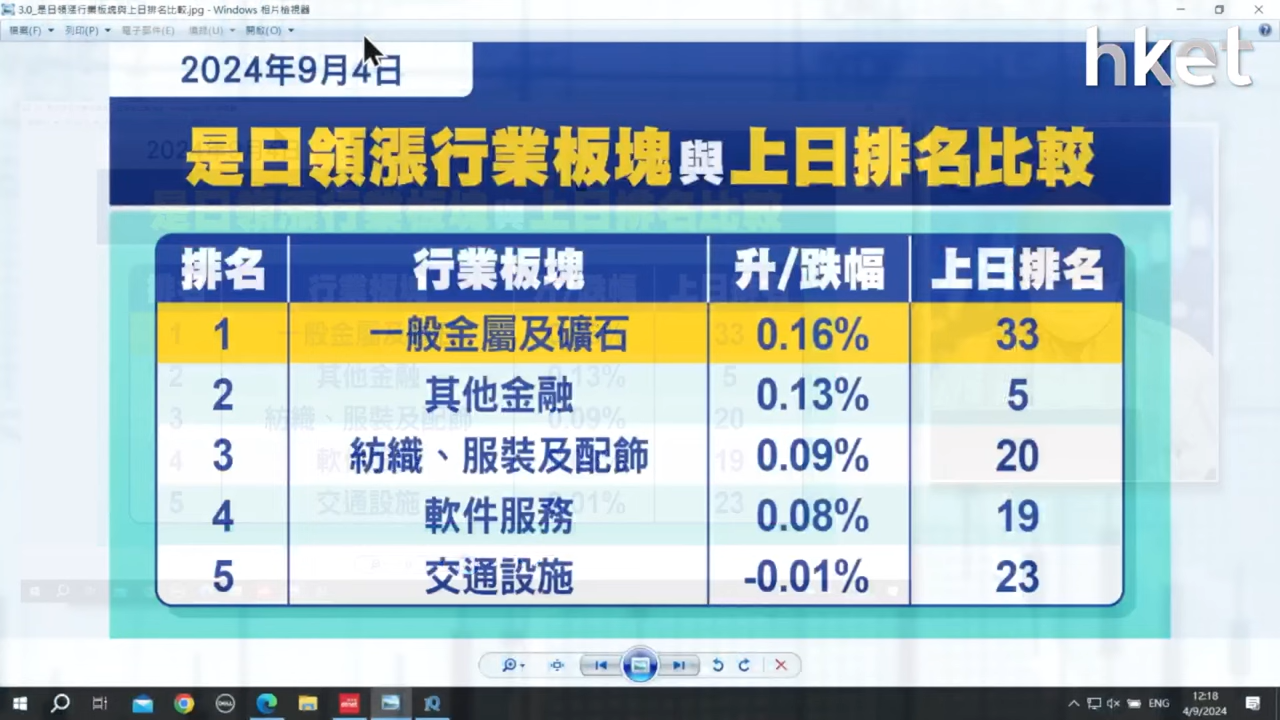 3.0_是日領漲行業板塊與上日排名比較.jpg - Windows 相片檢視器
檔案(F) 列印(P) 電子郵件(E) 燒錄(U) 開啟(O)
hket
2024年9月4日
是日領漲行業板塊與上日排名比較
排名 行業板塊 升/跌幅 上日排名
1 一般金屬及礦石 0.16% 33
2 其他金融 0.13% 5
3 紡織、服裝及配飾 0.09% 20
4 軟件服務 0.08% 19
5 交通設施 -0.01% 23
DELL
ENG
12:18
4/9/2024